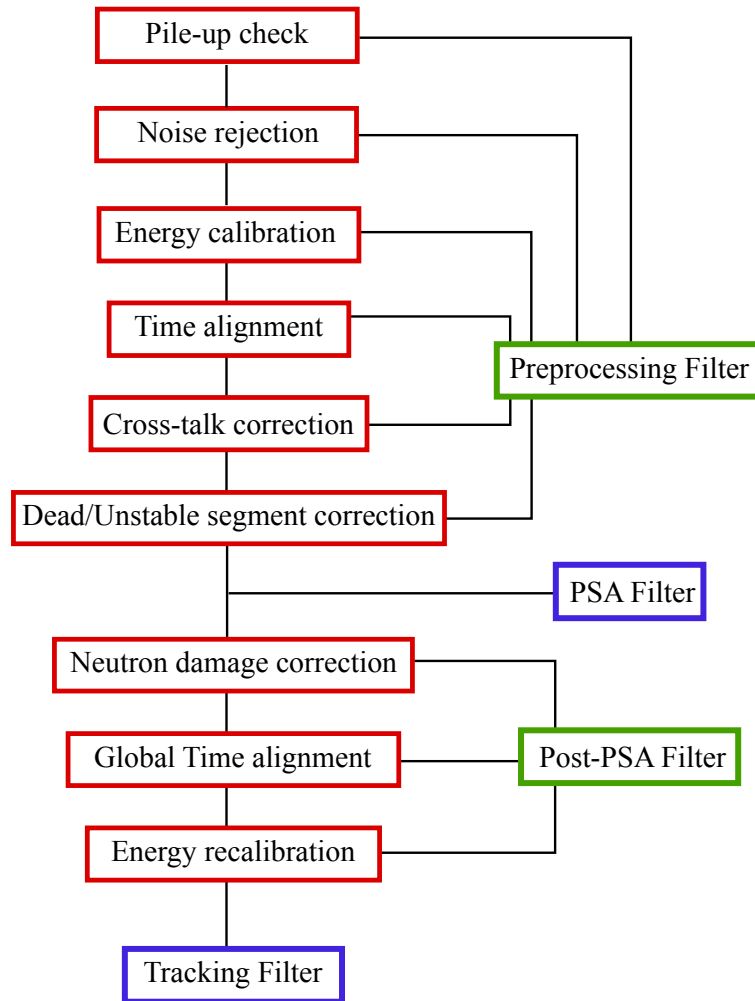 Pile-up check
Noise rejection
Energy calibration
Time alignment
Preprocessing Filter
Cross-talk correction
Dead/Unstable segment correction
PSA Filter
Neutron damage correction
Global Time alignment
Post-PSA Filter
Energy recalibration
Tracking Filter